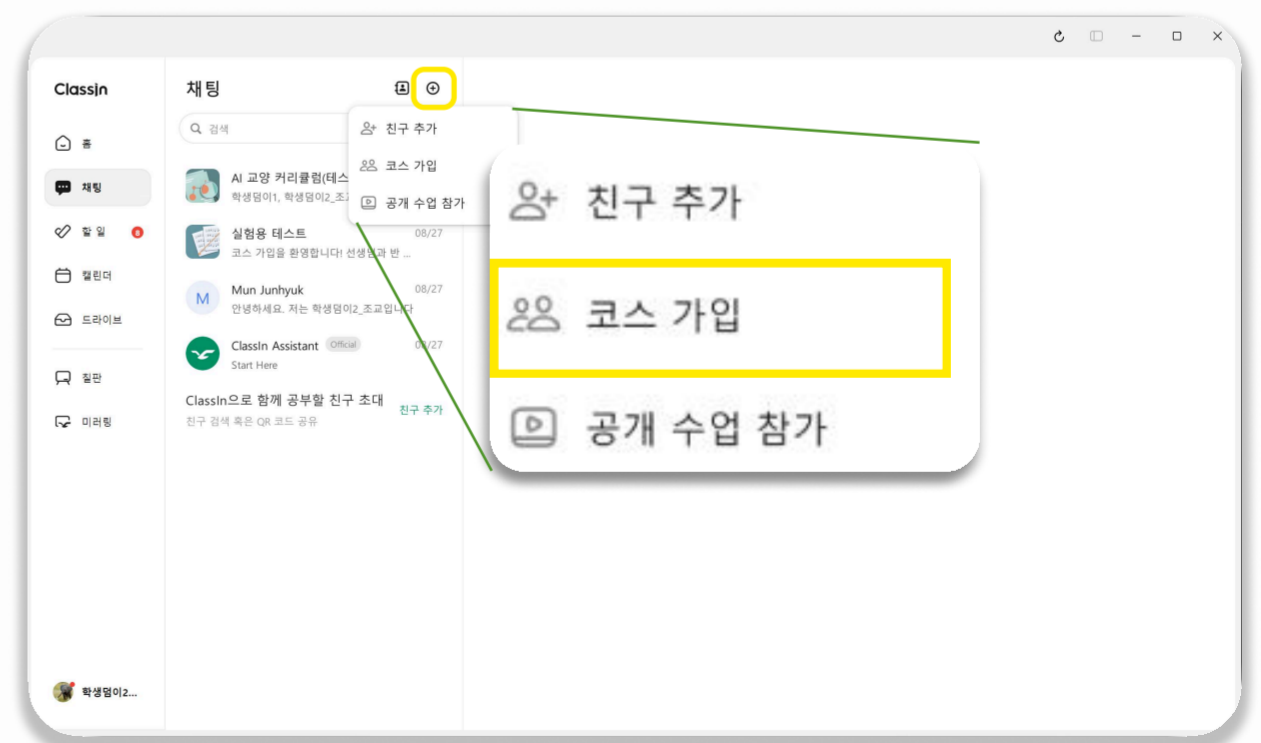 ClassIn
홈
채팅
할 일
8
캘린더
드라이브
칠판
미러링
학생덤이2...
채팅
검색
친구 추가
코스 가입
공개 수업 참가
AI 교양 커리큘럼(테스
학생덤이1, 학생덤이2_조
실험용 테스트
08/27
코스 가입을 환영합니다! 선생님과 반 ...
M
Mun Junhyuk
08/27
안녕하세요. 저는 학생덤이2_조교입니다
ClassIn Assistant
Official
08/27
Start Here
ClassIn으로 함께 공부할 친구 초대
친구 추가
친구 검색 혹은 QR 코드 공유
친구 추가
코스 가입
공개 수업 참가